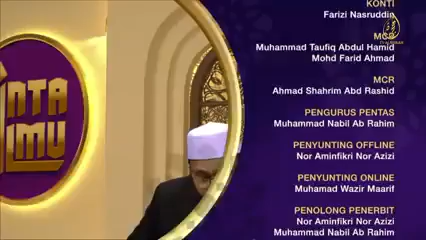 INTA
ILMU
KONTI
Farizi Nasruddin
Muhammad Taufiq Abdul Hamid
Mohd Farid Ahmad
MCR
Ahmad Shahrim Abd Rashid
PENGURUS PENTAS
Muhammad Nabil Ab Rahim
PENYUNTING OFFLINE
Nor Aminfikri Nor Azizi
PENYUNTING ONLINE
Muhamad Wazir Maarif
PENOLONG PENERBIT
Nor Aminfikri Nor Azizi
Muhammad Nabil Ab Rahim